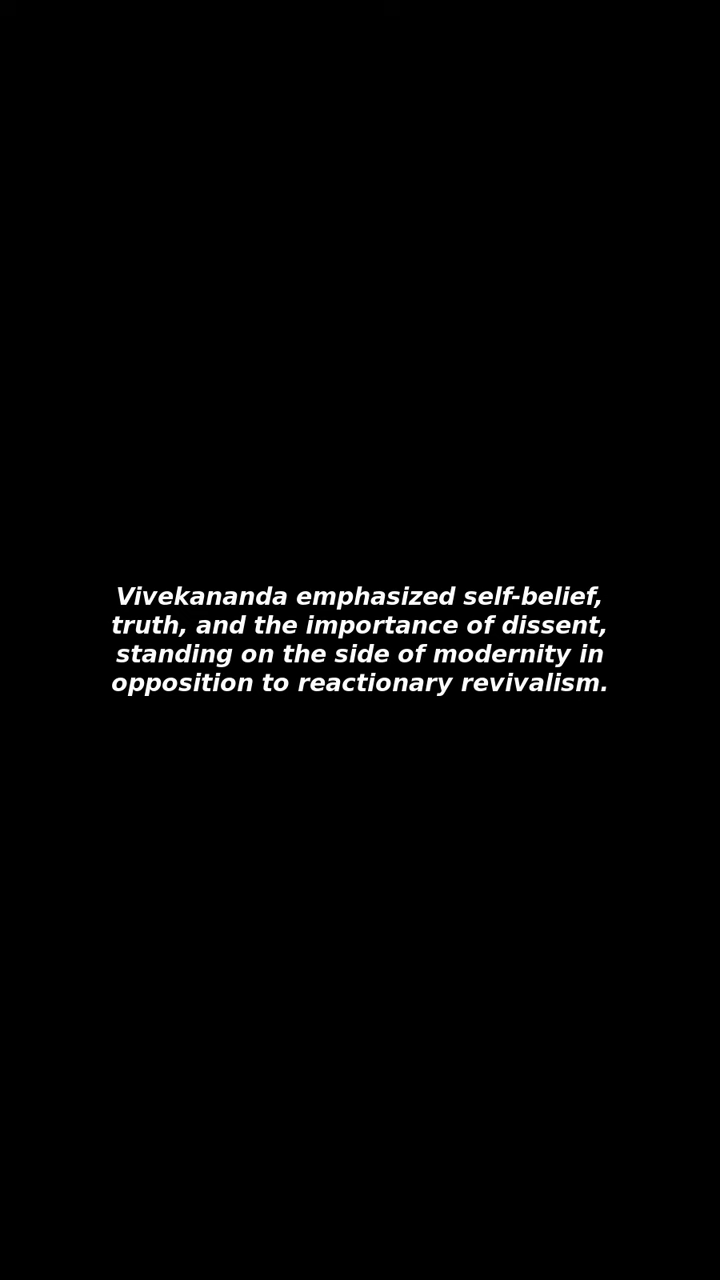 Vivekananda emphasized self-belief,
truth, and the importance of dissent,
standing on the side of modernity in
opposition to reactionary revivalism.